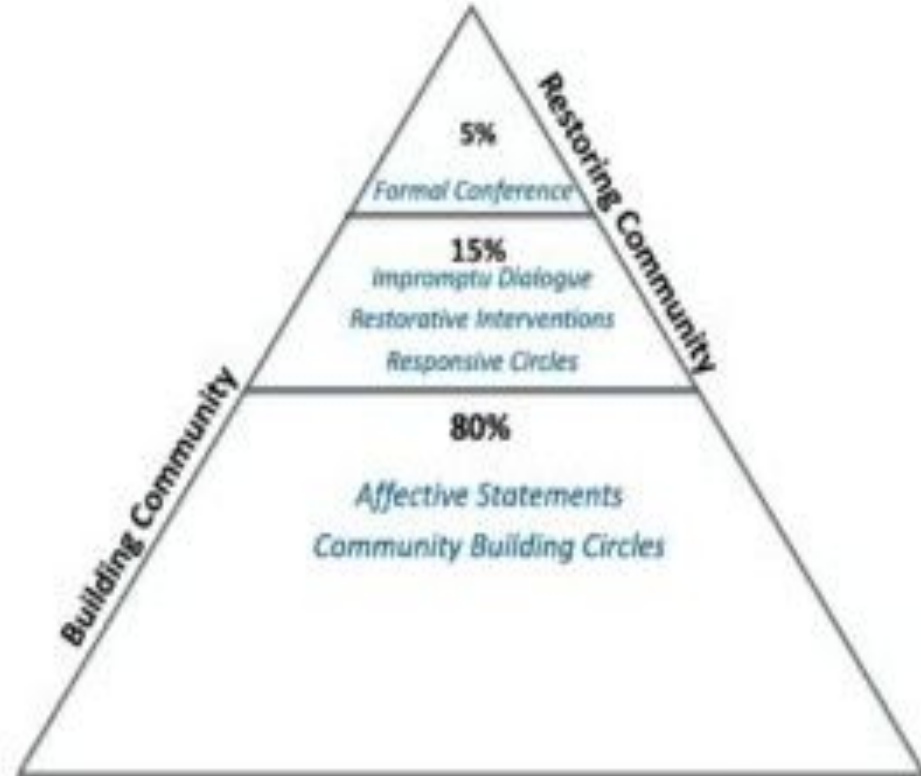 5%
Formal Conference
Restoring Community
15%
Impromptu Dialogue
Restorative Interventions
Responsive Circles
80%
Affective Statements
Community Building Circles
Building Community